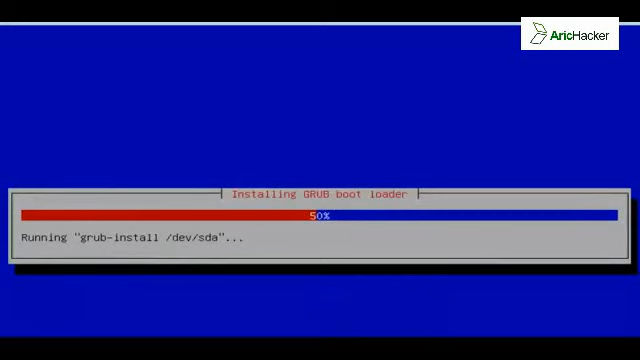 AricHacker
Installing GRUB boot loader
50%
Running "grub-install /dev/sda"...